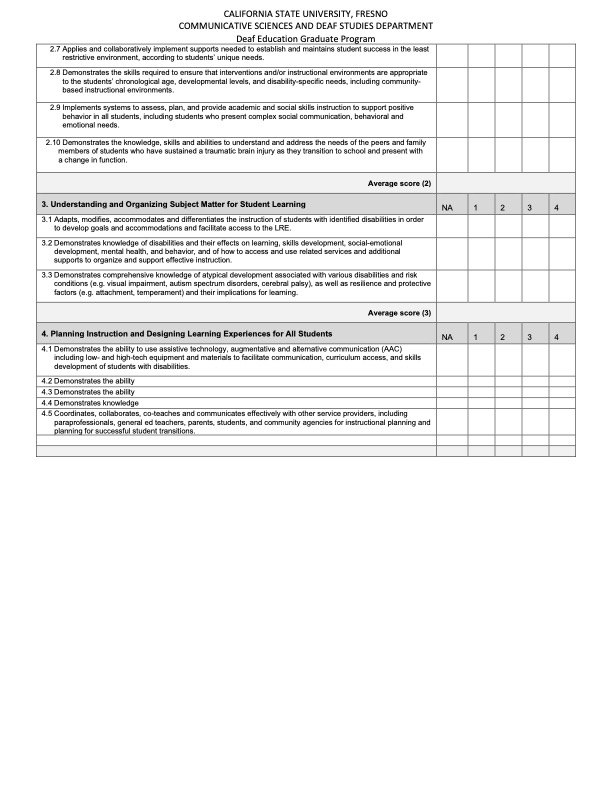 CALIFORNIA STATE UNIVERSITY, FRESNO
COMMUNICATIVE SCIENCES AND DEAF STUDIES DEPARTMENT
Deaf Education Graduate Program
2.7 Applies and collaboratively implement supports needed to establish and maintains student success in the least
restrictive environment, according to students' unique needs.
2.8 Demonstrates the skills required to ensure that interventions and/or instructional environments are appropriate
to the students' chronological age, developmental levels, and disability-specific needs, including community-
based instructional environments.
2.9 Implements systems to assess, plan, and provide academic and social skills instruction to support positive
behavior in all students, including students who present complex social communication, behavioral and
emotional needs.
2.10 Demonstrates the knowledge, skills and abilities to understand and address the needs of the peers and family
members of students who have sustained a traumatic brain injury as they transition to school and present with
a change in function.
Average score (2)
3. Understanding and Organizing Subject Matter for Student Learning NA 1 2 3 4
3.1 Adapts, modifies, accommodates and differentiates the instruction of students with identified disabilities in order
to develop goals and accommodations and facilitate access to the LRE.
3.2 Demonstrates knowledge of disabilities and their effects on learning, skills development, social-emotional
development, mental health, and behavior, and of how to access and use related services and additional
supports to organize and support effective instruction.
3.3 Demonstrates comprehensive knowledge of atypical development associated with various disabilities and risk
conditions (e.g. visual impairment, autism spectrum disorders, cerebral palsy), as well as resilience and protective
factors (e.g. attachment, temperament) and their implications for learning.
Average score (3)
4. Planning Instruction and Designing Learning Experiences for All Students NA 1 2 3 4
4.1 Demonstrates the ability to use assistive technology, augmentative and alternative communication (AAC)
including low- and high-tech equipment and materials to facilitate communication, curriculum access, and skills
development of students with disabilities.
4.2 Demonstrates the ability
4.3 Demonstrates the ability
4.4 Demonstrates knowledge
4.5 Coordinates, collaborates, co-teaches and communicates effectively with other service providers, including
paraprofessionals, general ed teachers, parents, students, and community agencies for instructional planning and
planning for successful student transitions.